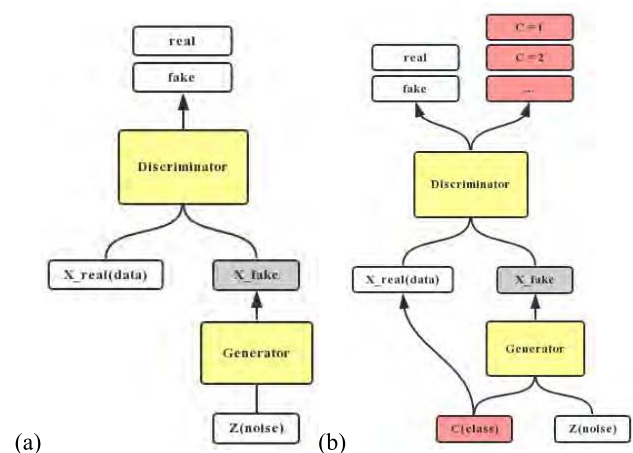 real
fake
Discriminator
X_real(data)
X_fake
Generator
Z(noise)
(a)
C = 1
C = 2
...
real
fake
Discriminator
X_real(data)
X_fake
Generator
C(class)
Z(noise)
(b)